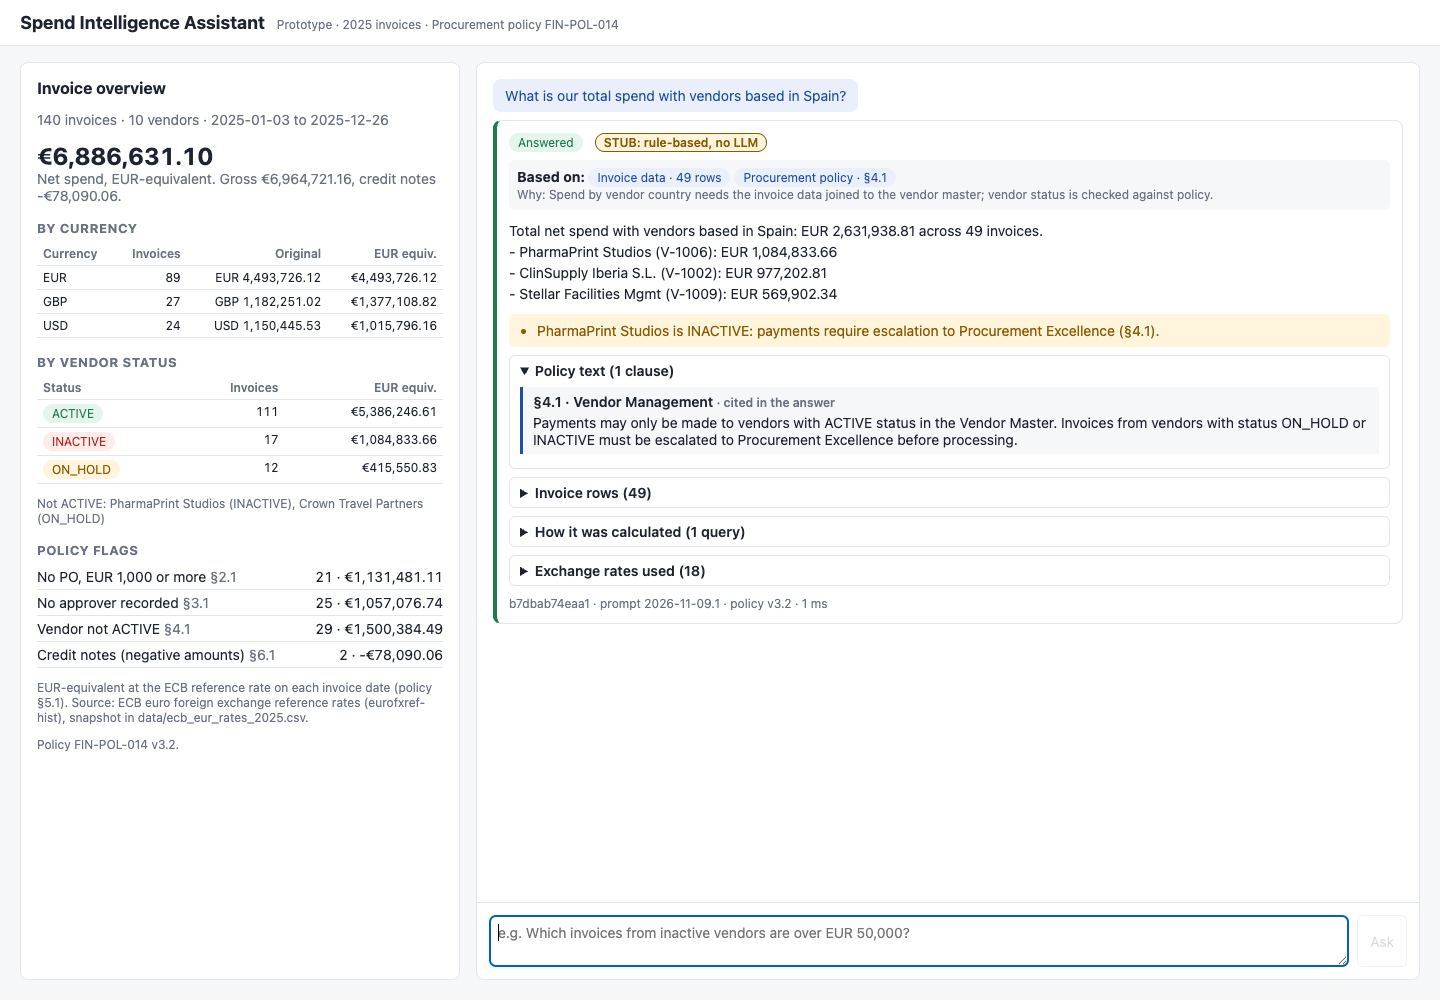 Spend Intelligence Assistant Prototype · 2025 invoices · Procurement policy FIN-POL-014
Invoice overview
140 invoices · 10 vendors · 2025-01-03 to 2025-12-26
€6,886,631.10
Net spend, EUR-equivalent. Gross €6,964,721.16, credit notes
-€78,090.06.
BY CURRENCY
Currency Invoices Original EUR equiv.
EUR 89 EUR 4,493,726.12 €4,493,726.12
GBP 27 GBP 1,182,251.02 €1,377,108.82
USD 24 USD 1,150,445.53 €1,015,796.16
BY VENDOR STATUS
Status Invoices EUR equiv.
ACTIVE 111 €5,386,246.61
INACTIVE 17 €1,084,833.66
ON_HOLD 12 €415,550.83
Not ACTIVE: PharmaPrint Studios (INACTIVE), Crown Travel Partners
(ON_HOLD)
POLICY FLAGS
No PO, EUR 1,000 or more §2.1 21 · €1,131,481.11
No approver recorded §3.1 25 · €1,057,076.74
Vendor not ACTIVE §4.1 29 · €1,500,384.49
Credit notes (negative amounts) §6.1 2 · -€78,090.06
EUR-equivalent at the ECB reference rate on each invoice date (policy
§5.1). Source: ECB euro foreign exchange reference rates (eurofxref-
hist), snapshot in data/ecb_eur_rates_2025.csv.
Policy FIN-POL-014 v3.2.
What is our total spend with vendors based in Spain?
Answered STUB: rule-based, no LLM
Based on: Invoice data · 49 rows Procurement policy · §4.1
Why: Spend by vendor country needs the invoice data joined to the vendor master; vendor status is checked against policy.
Total net spend with vendors based in Spain: EUR 2,631,938.81 across 49 invoices.
- PharmaPrint Studios (V-1006): EUR 1,084,833.66
- ClinSupply Iberia S.L. (V-1002): EUR 977,202.81
- Stellar Facilities Mgmt (V-1009): EUR 569,902.34
• PharmaPrint Studios is INACTIVE: payments require escalation to Procurement Excellence (§4.1).
▼ Policy text (1 clause)
§4.1 · Vendor Management · cited in the answer
Payments may only be made to vendors with ACTIVE status in the Vendor Master. Invoices from vendors with status ON_HOLD or
INACTIVE must be escalated to Procurement Excellence before processing.
▶ Invoice rows (49)
▶ How it was calculated (1 query)
▶ Exchange rates used (18)
b7dbab74eaa1 · prompt 2026-11-09.1 · policy v3.2 · 1 ms
e.g. Which invoices from inactive vendors are over EUR 50,000?
Ask